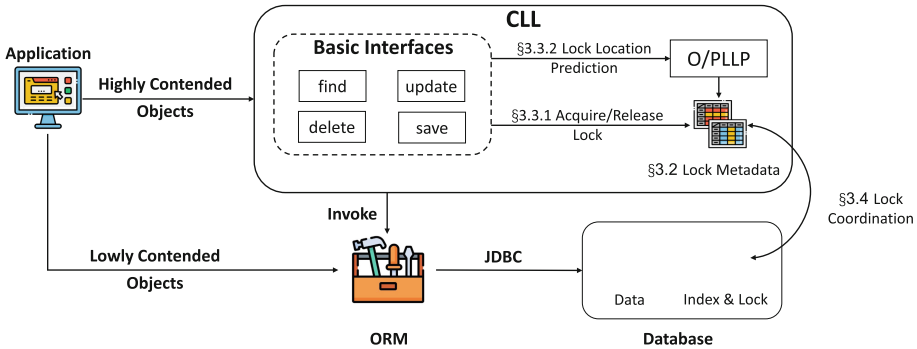 CLL
Application
Basic Interfaces
find
update
delete
save
§3.3.2 Lock Location
Prediction
O/PLLP
Highly Contended
Objects
§3.3.1 Acquire/Release
Lock
§3.2 Lock Metadata
§3.4 Lock
Coordination
Invoke
Lowly Contended
Objects
JDBC
Data
Index & Lock
ORM
Database